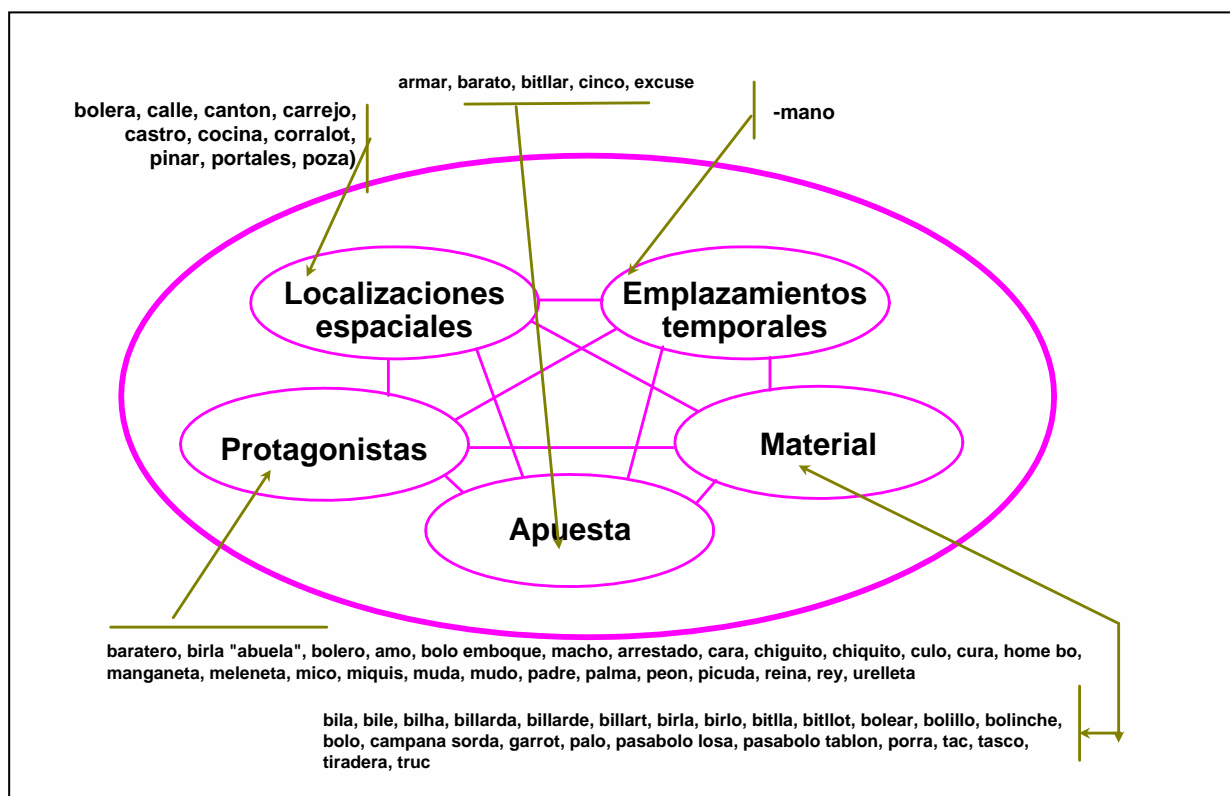 armar, barato, bitllar, cinco, excuse
bolera, calle, canton, carrejo,
castro, cocina, corralot,
pinar, portales, poza)
-mano
Localizaciones
espaciales
Emplazamientos
temporales
Protagonistas
Material
Apuesta
baratero, birla "abuela", bolero, amo, bolo emboque, macho, arrestado, cara, chiguito, chiquito, culo, cura, home bo,
manganeta, meleneta, mico, miquis, muda, mudo, padre, palma, peon, picuda, reina, rey, urelleta
bila, bile, bilha, billarda, billarde, billart, birla, birlo, bitlla, bitllot, bolear, bolillo, bolinche,
bolo, campana sorda, garrot, palo, pasabolo losa, pasabolo tablon, porra, tac, tasco,
tiradera, truc